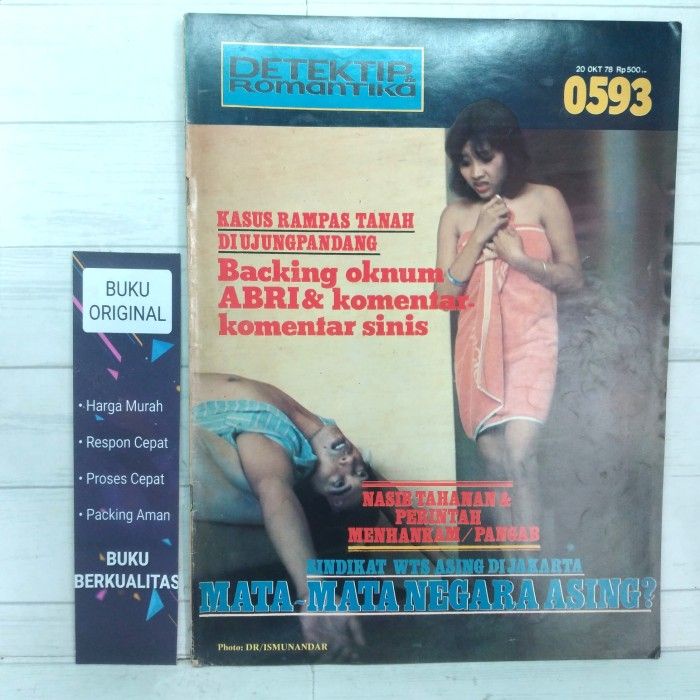 DETEKTIP &
Romantika
20 OKT 78 Rp 500,-
0593
KASUS RAMPAS TANAH
DI UJUNGPANDANG
Backing oknum
ABRI & komentar-
komentar sinis
NASIB TAHANAN &
PERINTAH
MENHANKAM/PANGAB
SINDIKAT WTS ASING DI JAKARTA
MATA-MATA NEGARA ASING?
Photo: DR/ISMUNANDAR
BUKU
ORIGINAL
• Harga Murah
• Respon Cepat
• Proses Cepat
• Packing Aman
BUKU
BERKUALITAS